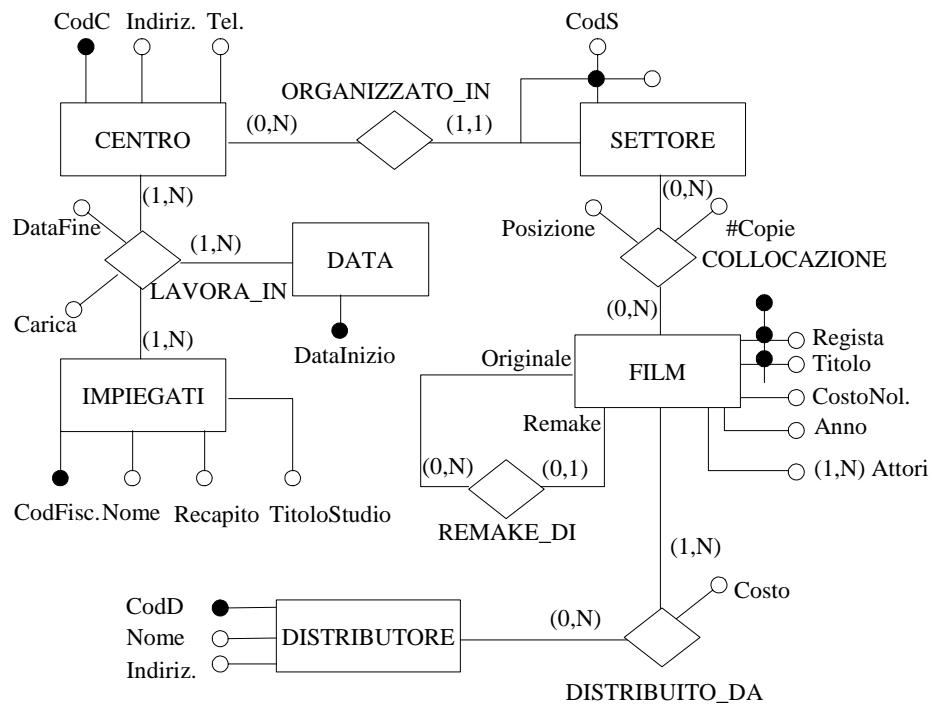 CodC Indiriz. Tel.
CodS
ORGANIZZATO_IN
(0,N) (1,1)
CENTRO
SETTORE
(1,N)
(0,N)
DataFine
(1,N)
Posizione
#Copie
DATA
COLLOCAZIONE
LAVORA_IN
Carica
(1,N)
(0,N)
DataInizio
Regista
Originale
Titolo
FILM
IMPIEGATI
CostoNol.
Remake
Anno
(0,N) (0,1)
(1,N) Attori
CodFisc. Nome Recapito TitoloStudio
REMAKE_DI
(1,N)
Costo
CodD
(0,N)
Nome
DISTRIBUTORE
Indiriz.
DISTRIBUITO_DA